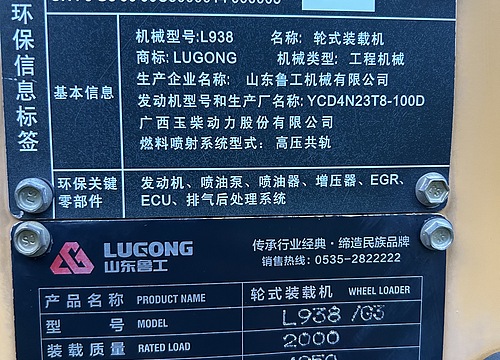 环保信息标签
基本信息
机械型号:L938 名称: 轮式装载机
商标: LUGONG 机械类型: 工程机械
生产企业名称: 山东鲁工机械有限公司
发动机型号和生产厂名称: YCD4N23T8-100D
广西玉柴动力股份有限公司
燃料喷射系统型式: 高压共轨
环保关键零部件
发动机、喷油泵、喷油器、增压器、EGR、
ECU、排气后处理系统
LUGONG
山东鲁工
传承行业经典·缔造民族品牌
销售热线: 0535-2822222
产品名称 PRODUCT NAME 轮式装载机 WHEEL LOADER
型号 MODEL L938/G3
装载质量 RATED LOAD 2000